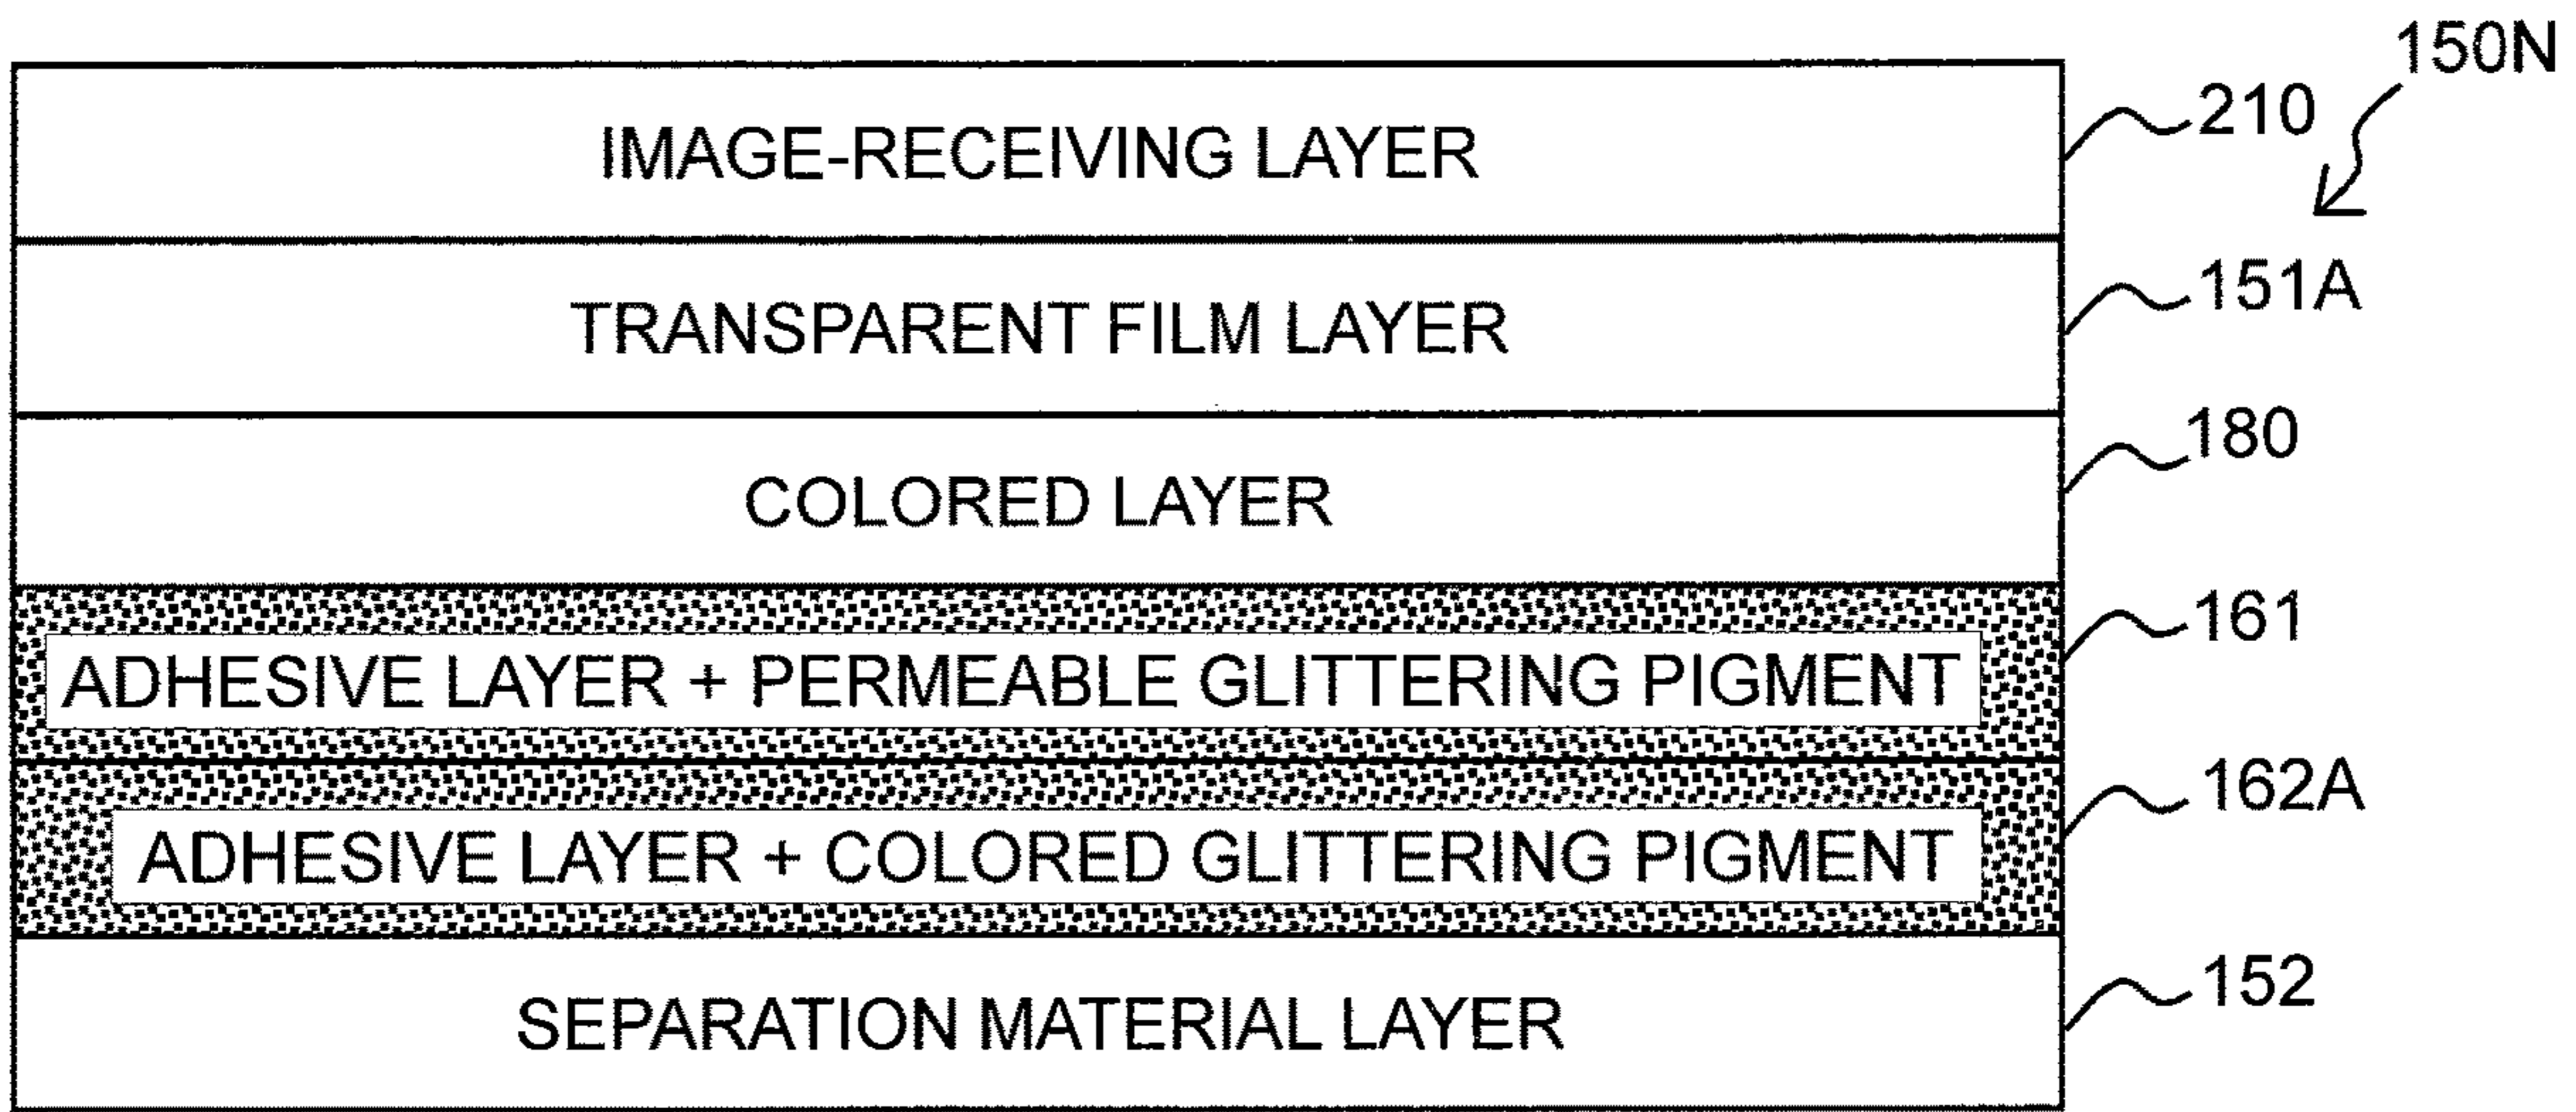 150N
IMAGE-RECEIVING LAYER 210
TRANSPARENT FILM LAYER 151A
COLORED LAYER 180
ADHESIVE LAYER + PERMEABLE GLITTERING PIGMENT 161
ADHESIVE LAYER + COLORED GLITTERING PIGMENT 162A
SEPARATION MATERIAL LAYER 152